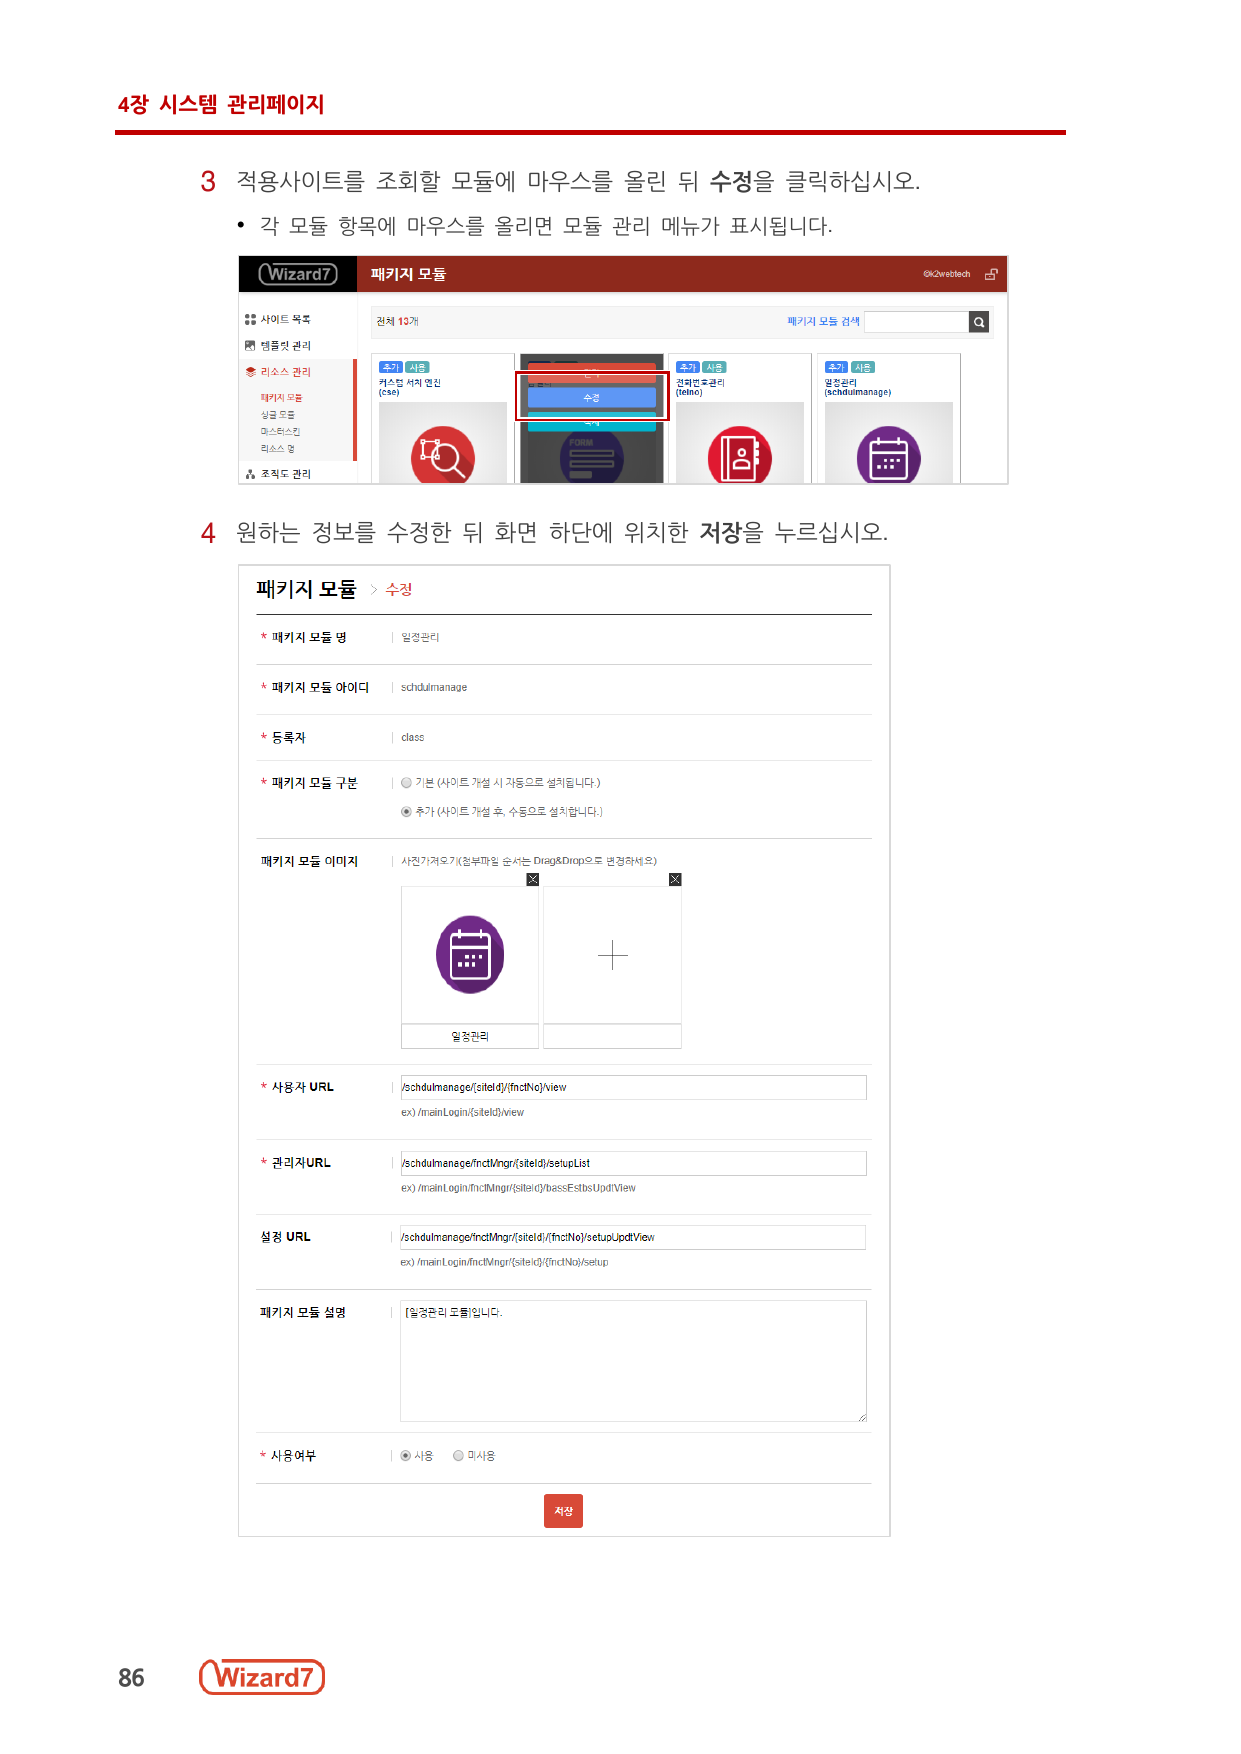 4장 시스템 관리페이지
3 적용사이트를 조회할 모듈에 마우스를 올린 뒤 수정을 클릭하십시오.
• 각 모듈 항목에 마우스를 올리면 모듈 관리 메뉴가 표시됩니다.
Wizard7 패키지 모듈 @k2webtech
사이트 목록
전체 13개 패키지 모듈 검색
템플릿 관리
리소스 관리
패키지 모듈
싱글 모듈
마스터스킨
리소스 명
조직도 관리
추가 사용
커스텀 서치 엔진
(cse)
수정
FORM
추가 사용
전화번호관리
(telno)
추가 사용
일정관리
(schdulmanage)
4 원하는 정보를 수정한 뒤 화면 하단에 위치한 저장을 누르십시오.
패키지 모듈 > 수정
* 패키지 모듈 명 일정관리
* 패키지 모듈 아이디 schdulmanage
* 등록자 class
* 패키지 모듈 구분 기본 (사이트 개설 시 자동으로 설치됩니다.)
추가 (사이트 개설 후, 수동으로 설치합니다.)
패키지 모듈 이미지 사진가져오기(첨부파일 순서는 Drag&Drop으로 변경하세요)
일정관리
* 사용자 URL /schdulmanage/{siteId}/{fnctNo}/view
ex) /mainLogin/{siteId}/view
* 관리자URL /schdulmanage/fnctMngr/{siteId}/setupList
ex) /mainLogin/fnctMngr/{siteId}/bassEstbsUpdtView
설정 URL /schdulmanage/fnctMngr/{siteId}/{fnctNo}/setupUpdtView
ex) /mainLogin/fnctMngr/{siteId}/{fnctNo}/setup
패키지 모듈 설명 [일정관리 모듈]입니다.
* 사용여부 사용 미사용
저장
86 Wizard7